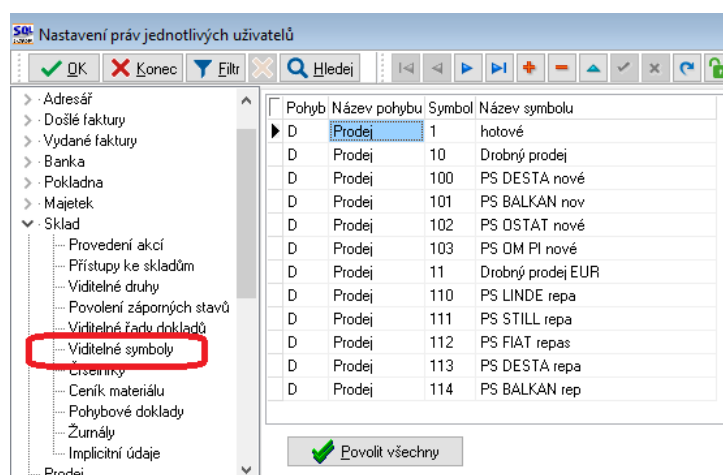 SQL
Nastavení práv jednotlivých uživatelů
OK Konec Filtr Hledej
Adresář
Došlé faktury
Vydané faktury
Banka
Pokladna
Majetek
Sklad
Provedení akcí
Přístupy ke skladům
Viditelné druhy
Povolení záporných stavů
Viditelné řady dokladů
Viditelné symboly
Číselníky
Ceník materiálu
Pohybové doklady
Žurnály
Implicitní údaje
Prodej
Pohyb Název pohybu Symbol Název symbolu
D Prodej 1 hotové
D Prodej 10 Drobný prodej
D Prodej 100 PS DESTA nové
D Prodej 101 PS BALKAN nov
D Prodej 102 PS OSTAT nové
D Prodej 103 PS OM PI nové
D Prodej 11 Drobný prodej EUR
D Prodej 110 PS LINDE repa
D Prodej 111 PS STILL repa
D Prodej 112 PS FIAT repas
D Prodej 113 PS DESTA repa
D Prodej 114 PS BALKAN rep
Povolit všechny